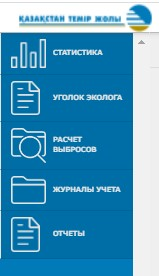 ҚАЗАҚСТАН ТЕМІР ЖОЛЫ
СТАТИСТИКА
УГОЛОК ЭКОЛОГА
РАСЧЕТ
ВЫБРОСОВ
ЖУРНАЛЫ УЧЕТА
ОТЧЕТЫ